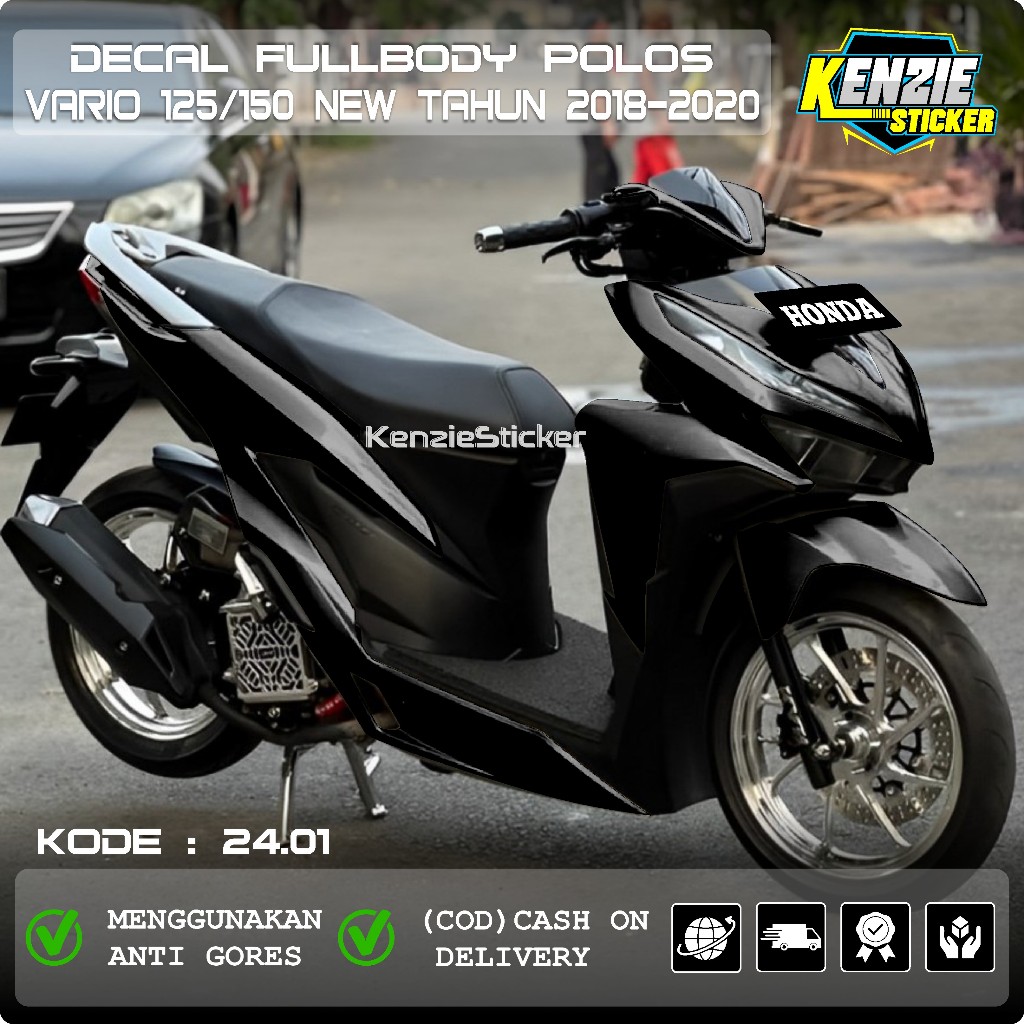 DECAL FULLBODY POLOS
VARIO 125/150 NEW TAHUN 2018-2020
KENZIE
STICKER
HONDA
KenzieSticker
KODE : 24.01
MENGGUNAKAN
ANTI GORES
(COD) CASH ON
DELIVERY